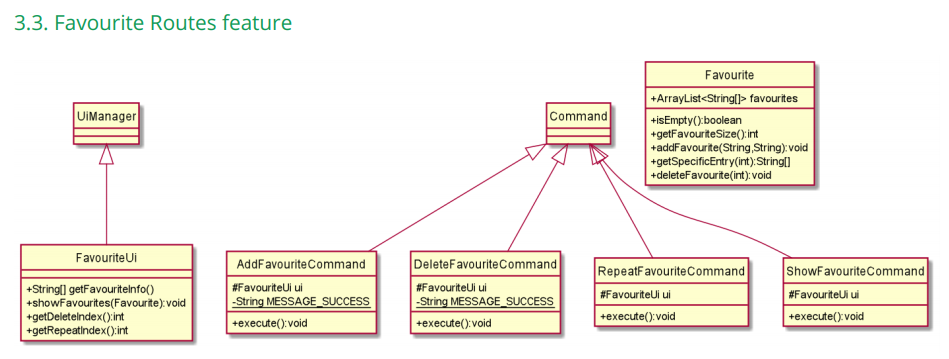 3.3. Favourite Routes feature
Favourite
+ArrayList<String[]> favourites
+isEmpty():boolean
+getFavouriteSize():int
+addFavourite(String,String):void
+getSpecificEntry(int):String[]
+deleteFavourite(int):void
UiManager
Command
FavouriteUi
+String[] getFavouriteInfo()
+showFavourites(Favourite):void
+getDeleteIndex():int
+getRepeatIndex():int
AddFavouriteCommand
#FavouriteUi ui
-String MESSAGE_SUCCESS
+execute():void
DeleteFavouriteCommand
#FavouriteUi ui
-String MESSAGE_SUCCESS
+execute():void
RepeatFavouriteCommand
#FavouriteUi ui
+execute():void
ShowFavouriteCommand
#FavouriteUi ui
+execute():void